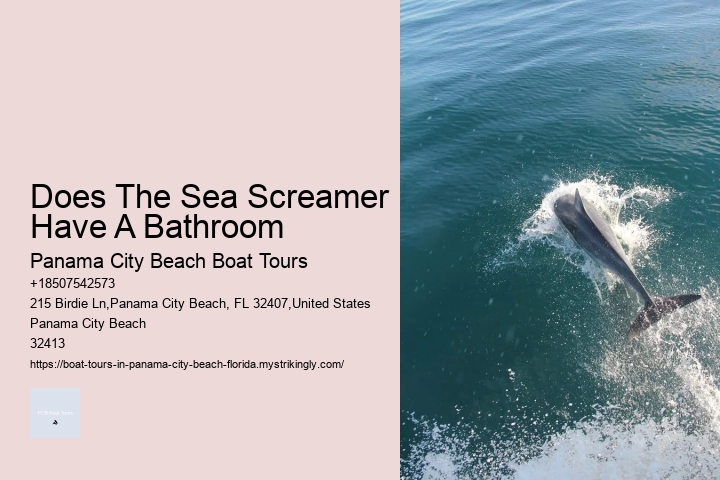 Does The Sea Screamer
Have A Bathroom
Panama City Beach Boat Tours
+18507542573
215 Birdie Ln,Panama City Beach, FL 32407,United States
Panama City Beach
32413
https://boat-tours-in-panama-city-beach-florida.mystrikingly.com/